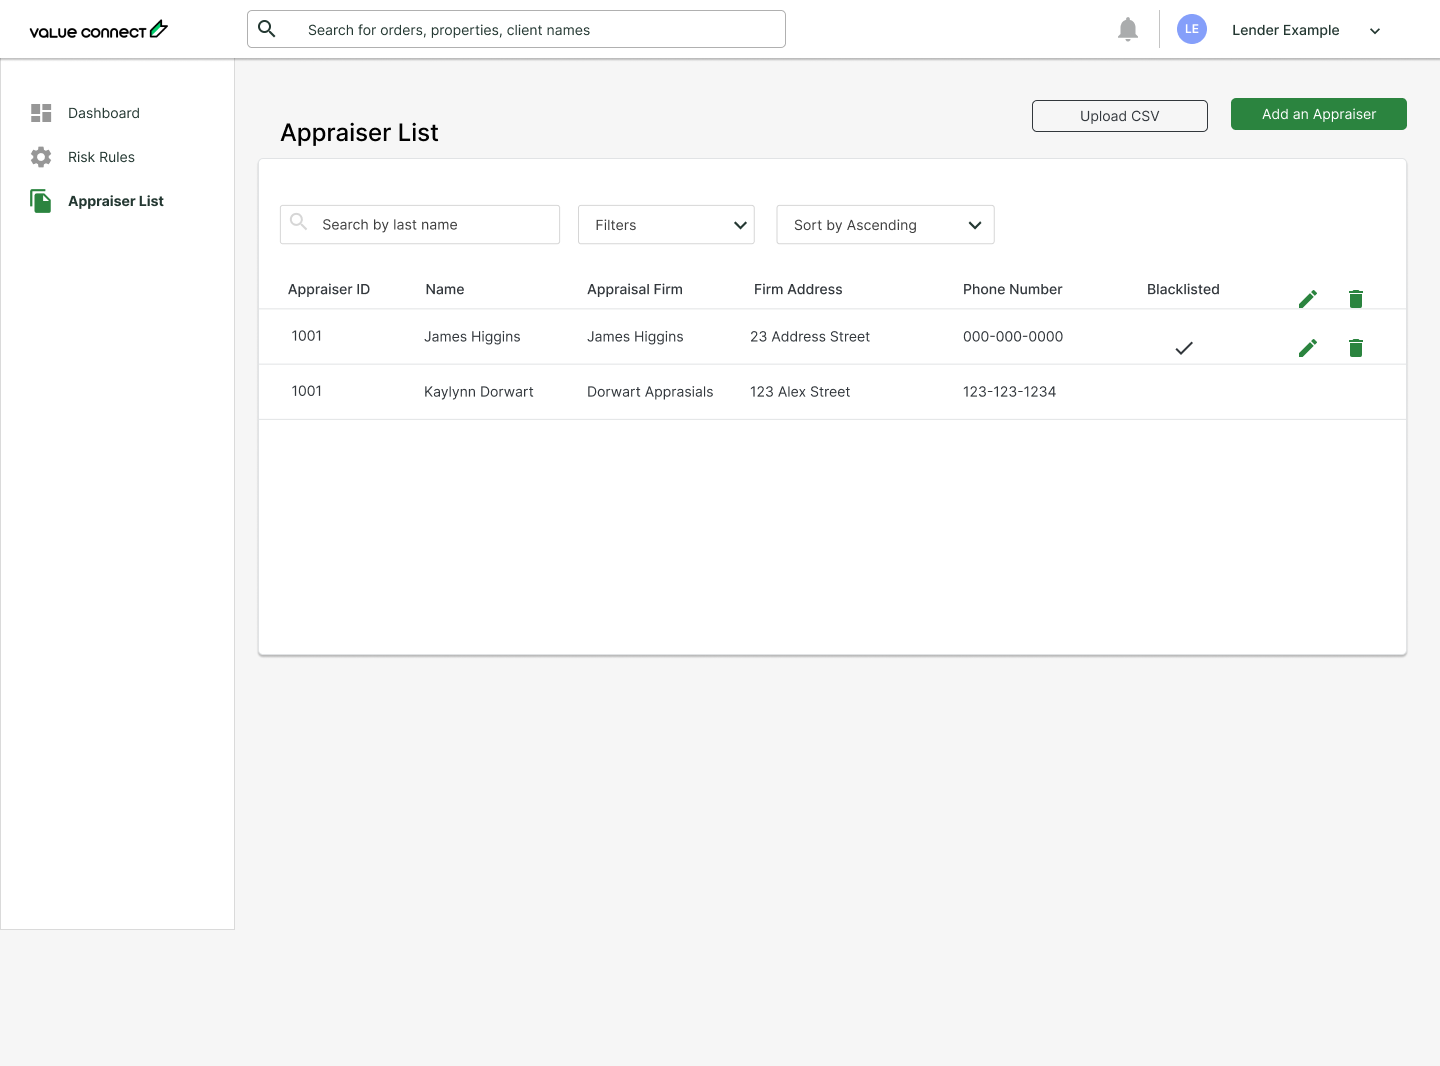 value connect
Search for orders, properties, client names
LE
Lender Example
Dashboard
Risk Rules
Appraiser List
Appraiser List
Upload CSV
Add an Appraiser
Search by last name
Filters
Sort by Ascending
Appraiser ID Name Appraisal Firm Firm Address Phone Number Blacklisted
1001 James Higgins James Higgins 23 Address Street 000-000-0000
1001 Kaylynn Dorwart Dorwart Apprasials 123 Alex Street 123-123-1234